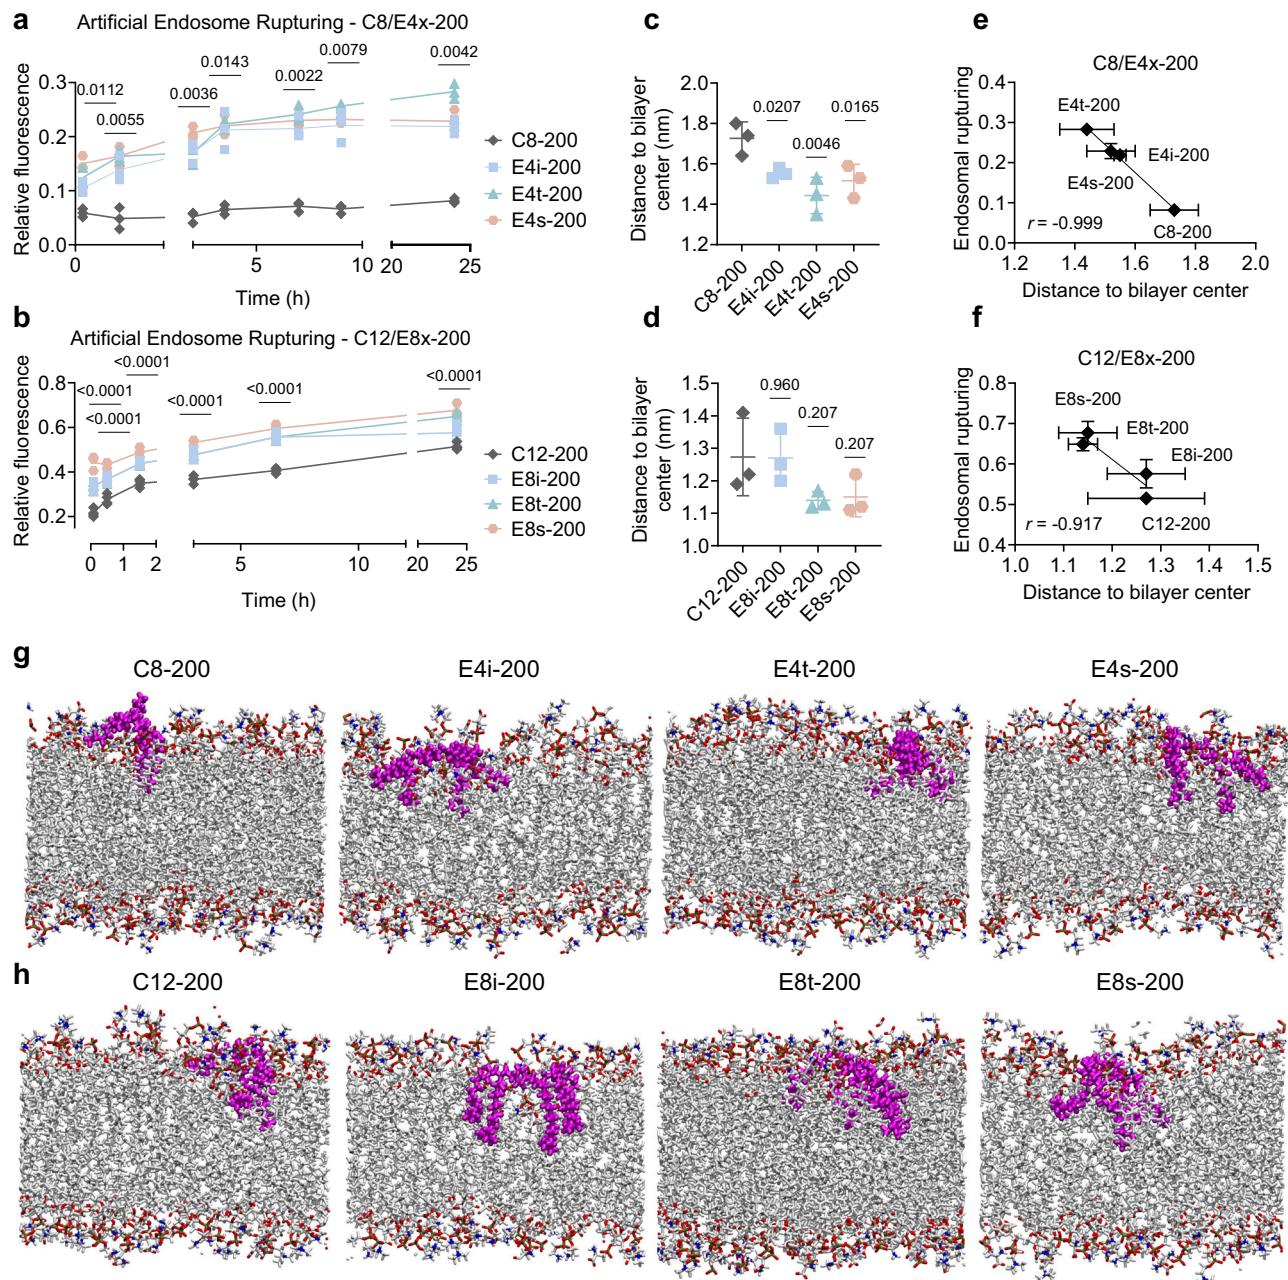 a
Artificial Endosome Rupturing - C8/E4x-200
Relative fluorescence
0.3
0.2
0.1
0.0
0.0112
0.0055
0.0036
0.0143
0.0022
0.0079
0.0042
0
5
10
20
25
Time (h)
C8-200
E4i-200
E4t-200
E4s-200
b
Artificial Endosome Rupturing - C12/E8x-200
Relative fluorescence
0.8
0.6
0.4
0.2
<0.0001
<0.0001
<0.0001
<0.0001
<0.0001
<0.0001
0
1
2
5
10
20
25
Time (h)
C12-200
E8i-200
E8t-200
E8s-200
c
Distance to bilayer
center (nm)
2.0
1.8
1.6
1.4
1.2
0.0207
0.0046
0.0165
C8-200
E4i-200
E4t-200
E4s-200
d
Distance to bilayer
center (nm)
1.5
1.4
1.3
1.2
1.1
1.0
0.960
0.207
0.207
C12-200
E8i-200
E8t-200
E8s-200
e
C8/E4x-200
Endosomal rupturing
0.4
0.3
0.2
0.1
0.0
E4t-200
E4i-200
E4s-200
C8-200
r = -0.999
1.2
1.4
1.6
1.8
2.0
Distance to bilayer center
f
C12/E8x-200
Endosomal rupturing
0.8
0.7
0.6
0.5
0.4
E8s-200
E8t-200
E8i-200
C12-200
r = -0.917
1.0
1.1
1.2
1.3
1.4
1.5
Distance to bilayer center
g
C8-200
E4i-200
E4t-200
E4s-200
h
C12-200
E8i-200
E8t-200
E8s-200